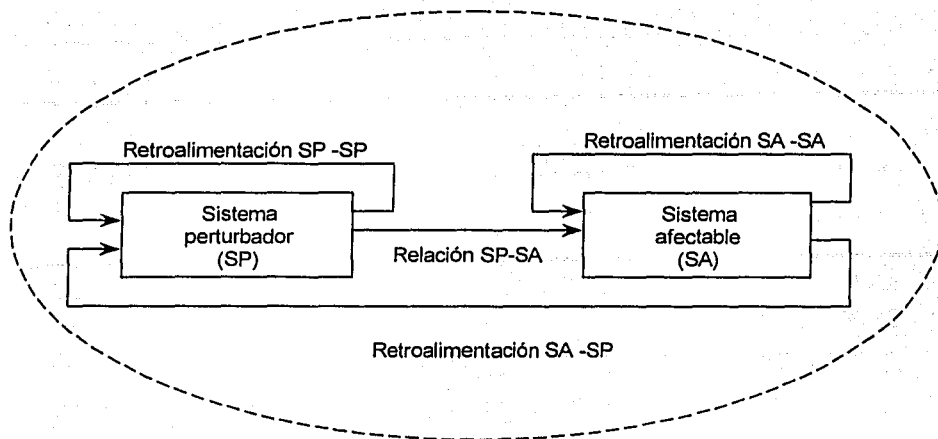 Retroalimentación SP -SP
Retroalimentación SA -SA
Sistema
perturbador
(SP)
Relación SP-SA
Sistema
afectable
(SA)
Retroalimentación SA -SP